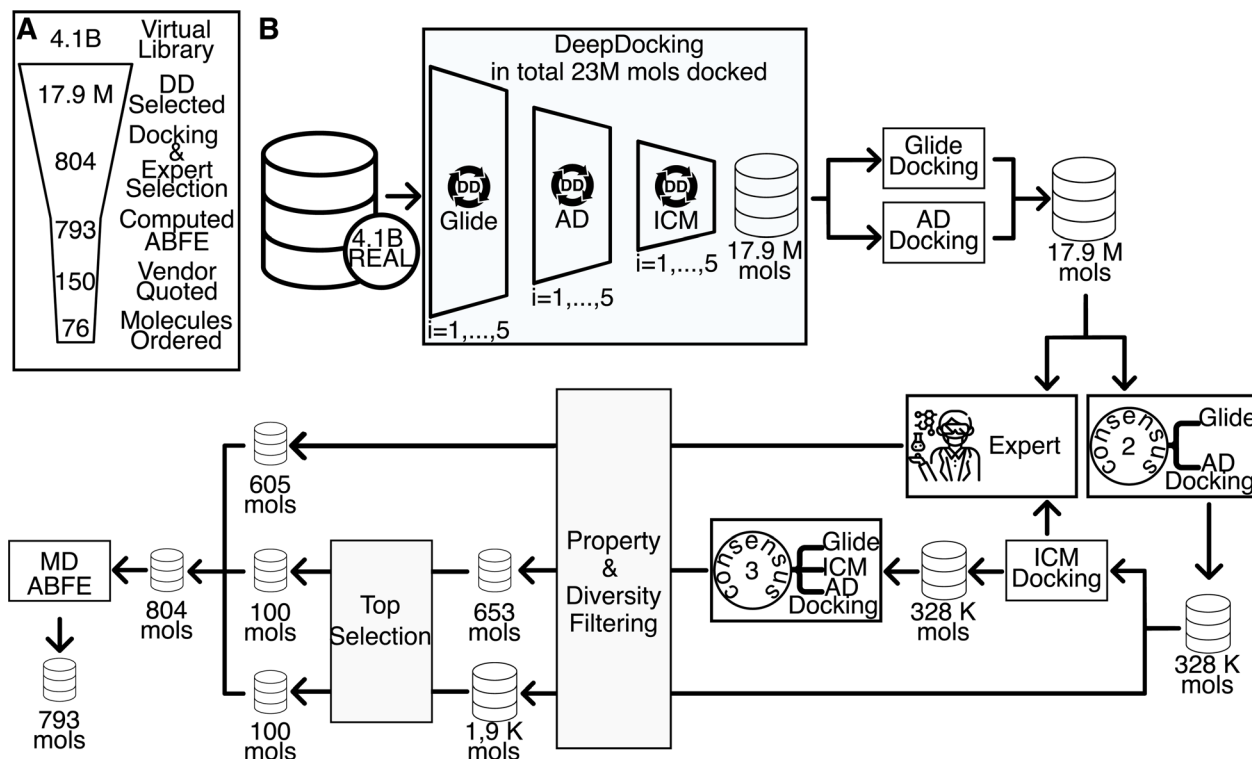 A
4.1B
Virtual
Library
17.9 M
DD
Selected
804
Docking
&
Expert
Selection
793
Computed
ABFE
150
Vendor
Quoted
76
Molecules
Ordered
B
4.1B
REAL
DeepDocking
in total 23M mols docked
DD
Glide
i=1,...,5
DD
AD
i=1,...,5
DD
ICM
i=1,...,5
17.9 M
mols
Glide
Docking
AD
Docking
17.9 M
mols
Expert
consensus
2
Glide
AD
Docking
328 K
mols
ICM
Docking
328 K
mols
consensus
3
Glide
ICM
AD
Docking
Property
&
Diversity
Filtering
605
mols
653
mols
1,9 K
mols
Top
Selection
100
mols
100
mols
804
mols
MD
ABFE
793
mols